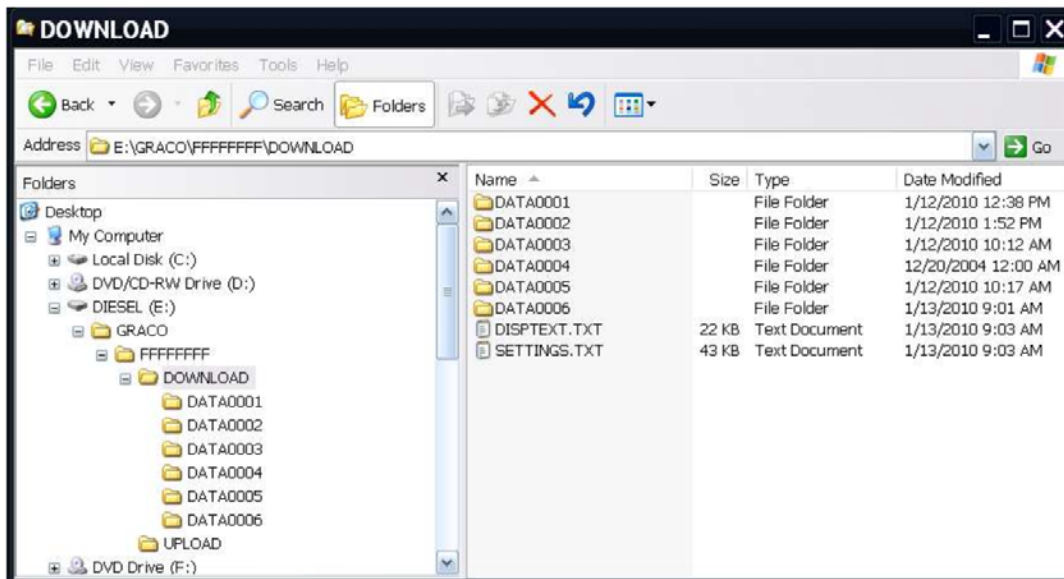 DOWNLOAD
File Edit View Favorites Tools Help
Back Search Folders
Address E:\GRACO\FFFFFFFF\DOWNLOAD Go
Folders x
Desktop
My Computer
Local Disk (C:)
DVD/CD-RW Drive (D:)
DIESEL (E:)
GRACO
FFFFFFFF
DOWNLOAD
DATA0001
DATA0002
DATA0003
DATA0004
DATA0005
DATA0006
UPLOAD
DVD Drive (F:)
Name Size Type Date Modified
DATA0001 File Folder 1/12/2010 12:38 PM
DATA0002 File Folder 1/12/2010 1:52 PM
DATA0003 File Folder 1/12/2010 10:12 AM
DATA0004 File Folder 12/20/2004 12:00 AM
DATA0005 File Folder 1/12/2010 10:17 AM
DATA0006 File Folder 1/13/2010 9:01 AM
DISPTEXT.TXT 22 KB Text Document 1/13/2010 9:03 AM
SETTINGS.TXT 43 KB Text Document 1/13/2010 9:03 AM